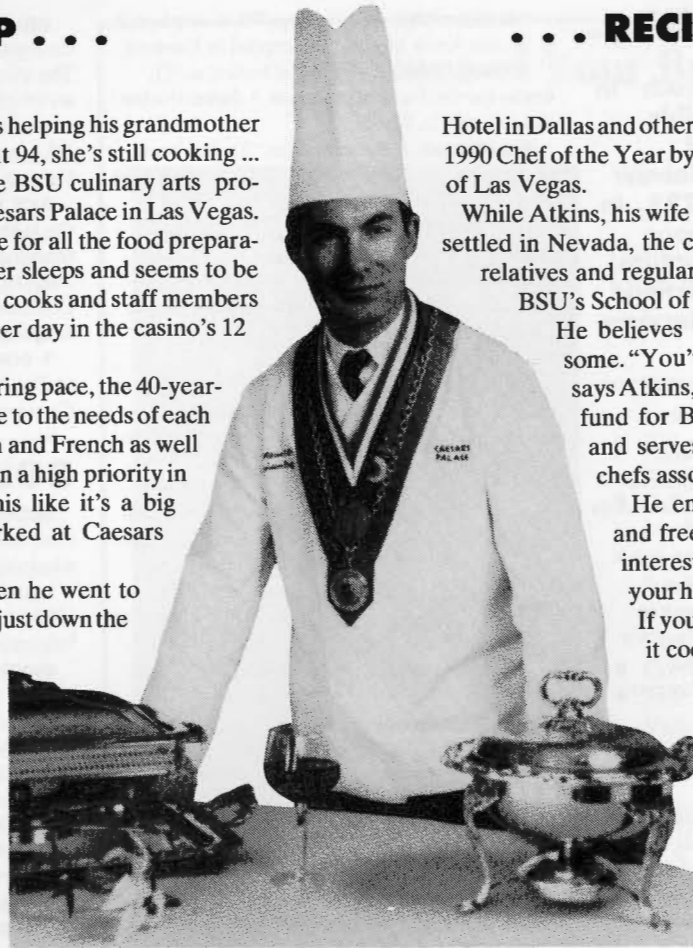 P . . .
s helping his grandmother
t 94, she's still cooking ...
e BSU culinary arts pro-
esars Palace in Las Vegas.
e for all the food prepara-
er sleeps and seems to be
cooks and staff members
er day in the casino's 12
ring pace, the 40-year-
e to the needs of each
n and French as well
n a high priority in
his like it's a big
rked at Caesars
en he went to
just down the
. . . RECI
Hotel in Dallas and other
1990 Chef of the Year by
of Las Vegas.
While Atkins, his wife
settled in Nevada, the c
relatives and regular
BSU's School of
He believes
some. "You'
says Atkins,
fund for B
and serves
chefs asso
He en
and free
interest
your h
If you
it coo
CAESARS
PALACE